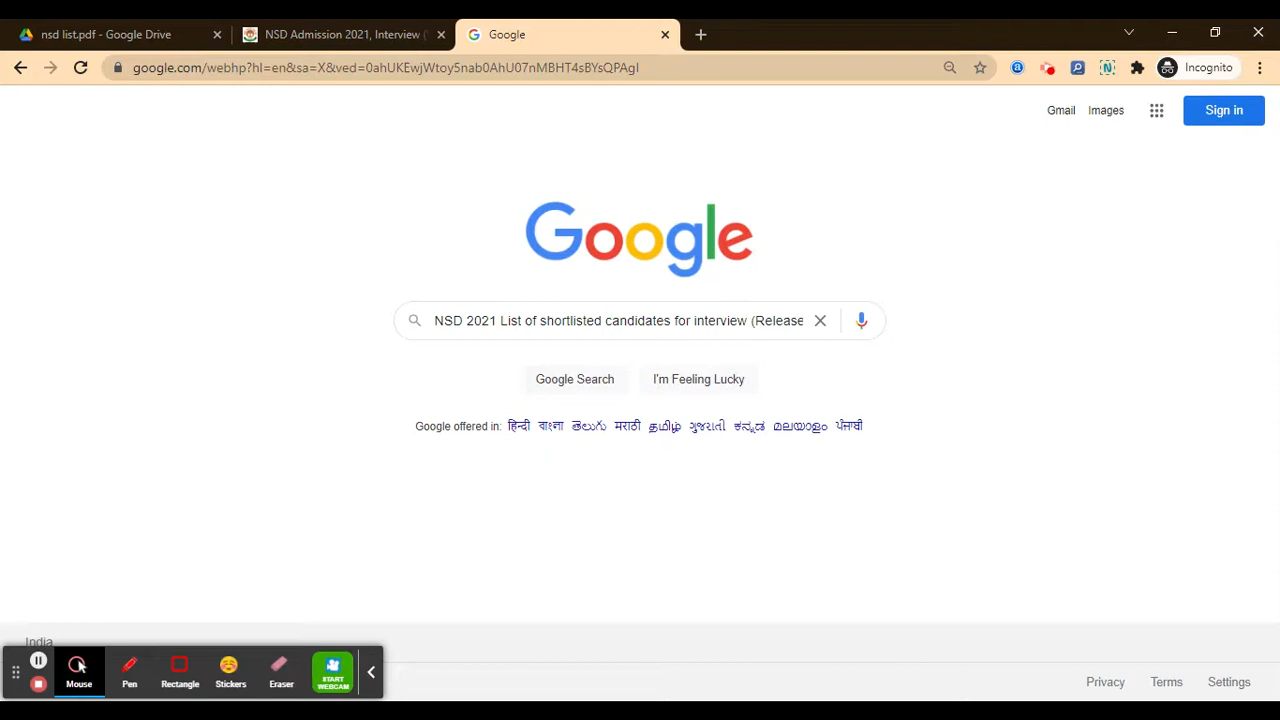 nsd list.pdf - Google Drive
NSD Admission 2021, Interview (
Google
google.com/webhp?hl=en&sa=X&ved=0ahUKEwjWtoy5nab0AhU07nMBHT4sBYsQPAgI
Incognito
Gmail Images Sign in
Google
NSD 2021 List of shortlisted candidates for interview (Release
Google Search I'm Feeling Lucky
Google offered in: हिन्दी বাংলা తెలుగు मराठी தமிழ் ગુજરાતી ಕನ್ನಡ മലയാളം ਪੰਜਾਬੀ
India
Mouse Pen Rectangle Stickers Eraser START WEBCAM
Privacy Terms Settings